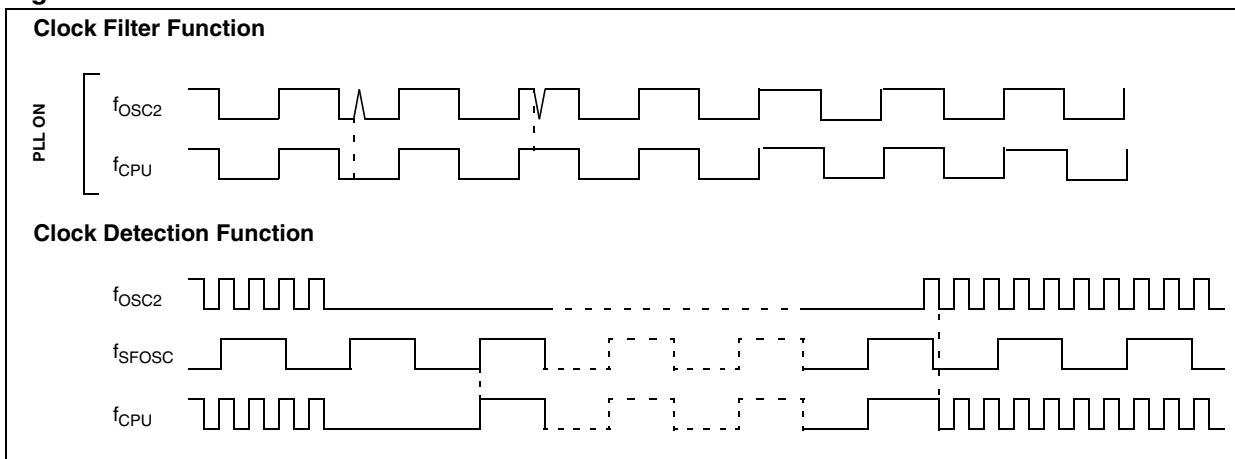 Clock Filter Function
PLL ON
fOSC2
fCPU
Clock Detection Function
fOSC2
fSFOSC
fCPU